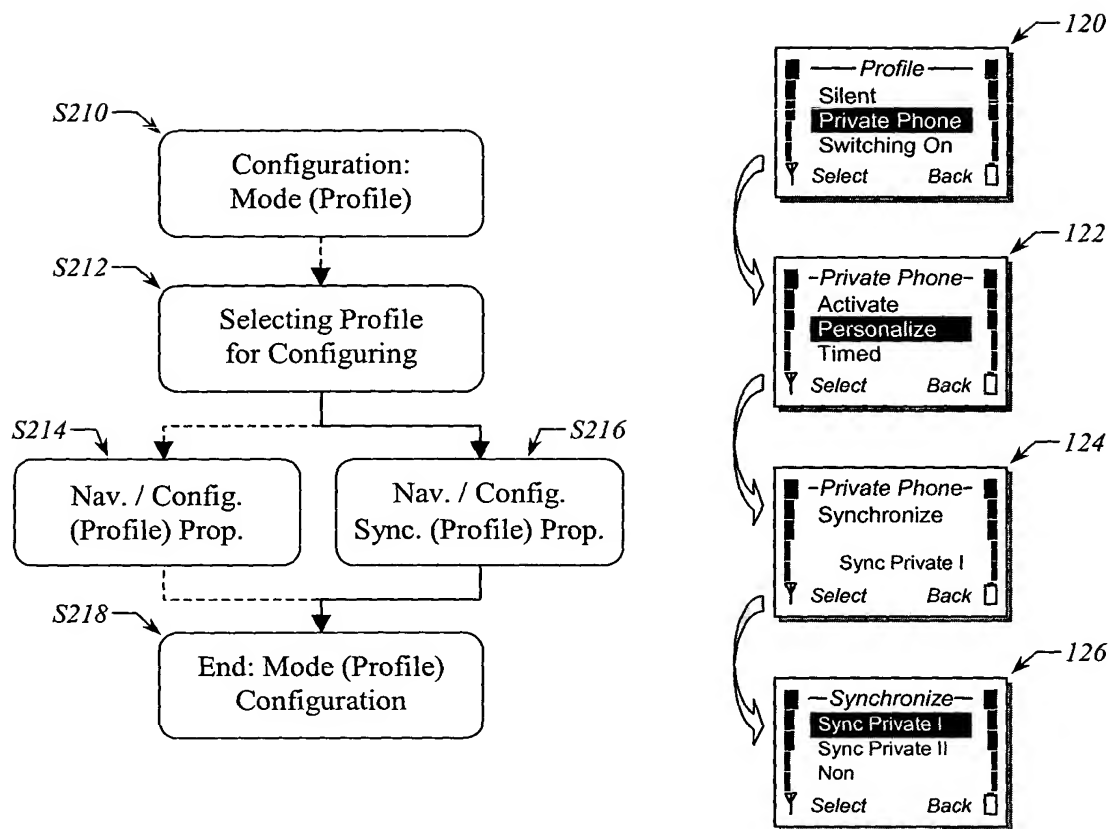 S210
Configuration:
Mode (Profile)
S212
Selecting Profile
for Configuring
S214
Nav. / Config.
(Profile) Prop.
S216
Nav. / Config.
Sync. (Profile) Prop.
S218
End: Mode (Profile)
Configuration
120
Profile
Silent
Private Phone
Switching On
Select Back
122
-Private Phone-
Activate
Personalize
Timed
Select Back
124
-Private Phone-
Synchronize
Sync Private I
Select Back
126
Synchronize
Sync Private I
Sync Private II
Non
Select Back